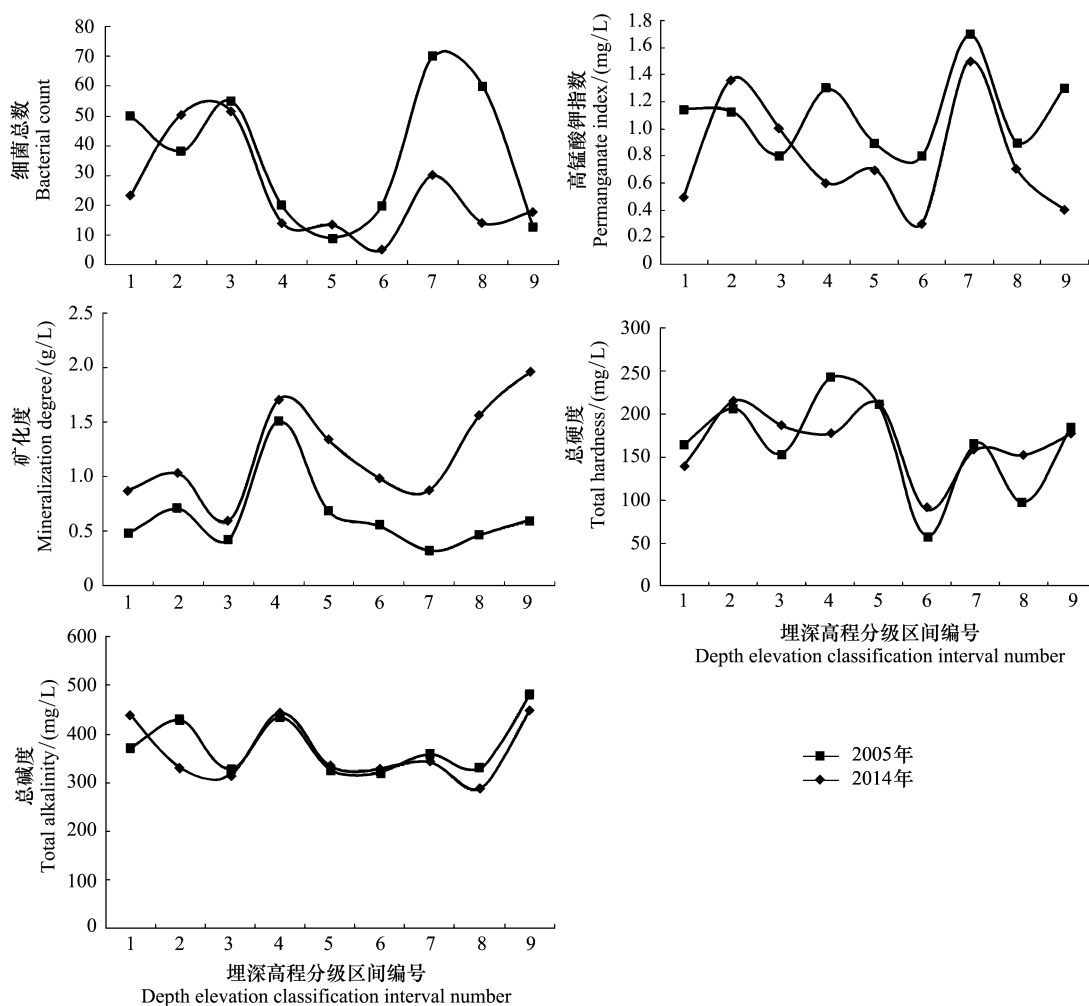 细菌总数
Bacterial count
80
70
60
50
40
30
20
10
0
1 2 3 4 5 6 7 8 9
高锰酸钾指数
Permanganate index/(mg/L)
1.8
1.6
1.4
1.2
1.0
0.8
0.6
0.4
0.2
0
1 2 3 4 5 6 7 8 9
矿化度
Mineralization degree/(g/L)
2.5
2.0
1.5
1.0
0.5
0
1 2 3 4 5 6 7 8 9
总硬度
Total hardness/(mg/L)
300
250
200
150
100
50
0
1 2 3 4 5 6 7 8 9
埋深高程分级区间编号
Depth elevation classification interval number
总碱度
Total alkalinity/(mg/L)
600
500
400
300
200
100
0
1 2 3 4 5 6 7 8 9
埋深高程分级区间编号
Depth elevation classification interval number
2005年
2014年